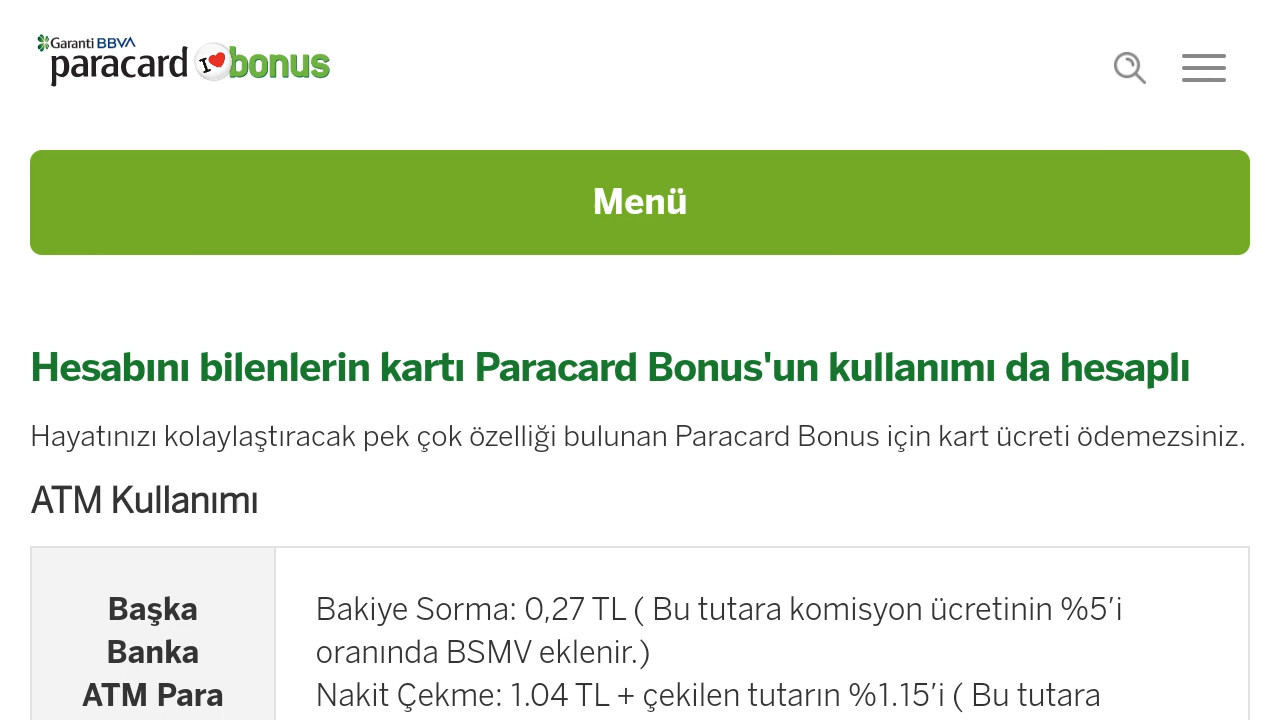 Garanti BBVA
paracard I bonus
Menü
Hesabını bilenlerin kartı Paracard Bonus'un kullanımı da hesaplı
Hayatınızı kolaylaştıracak pek çok özelliği bulunan Paracard Bonus için kart ücreti ödemezsiniz.
ATM Kullanımı
Başka
Banka
ATM Para
Bakiye Sorma: 0,27 TL ( Bu tutara komisyon ücretinin %5’i
oranında BSMV eklenir.)
Nakit Çekme: 1.04 TL + çekilen tutarın %1.15’i ( Bu tutara